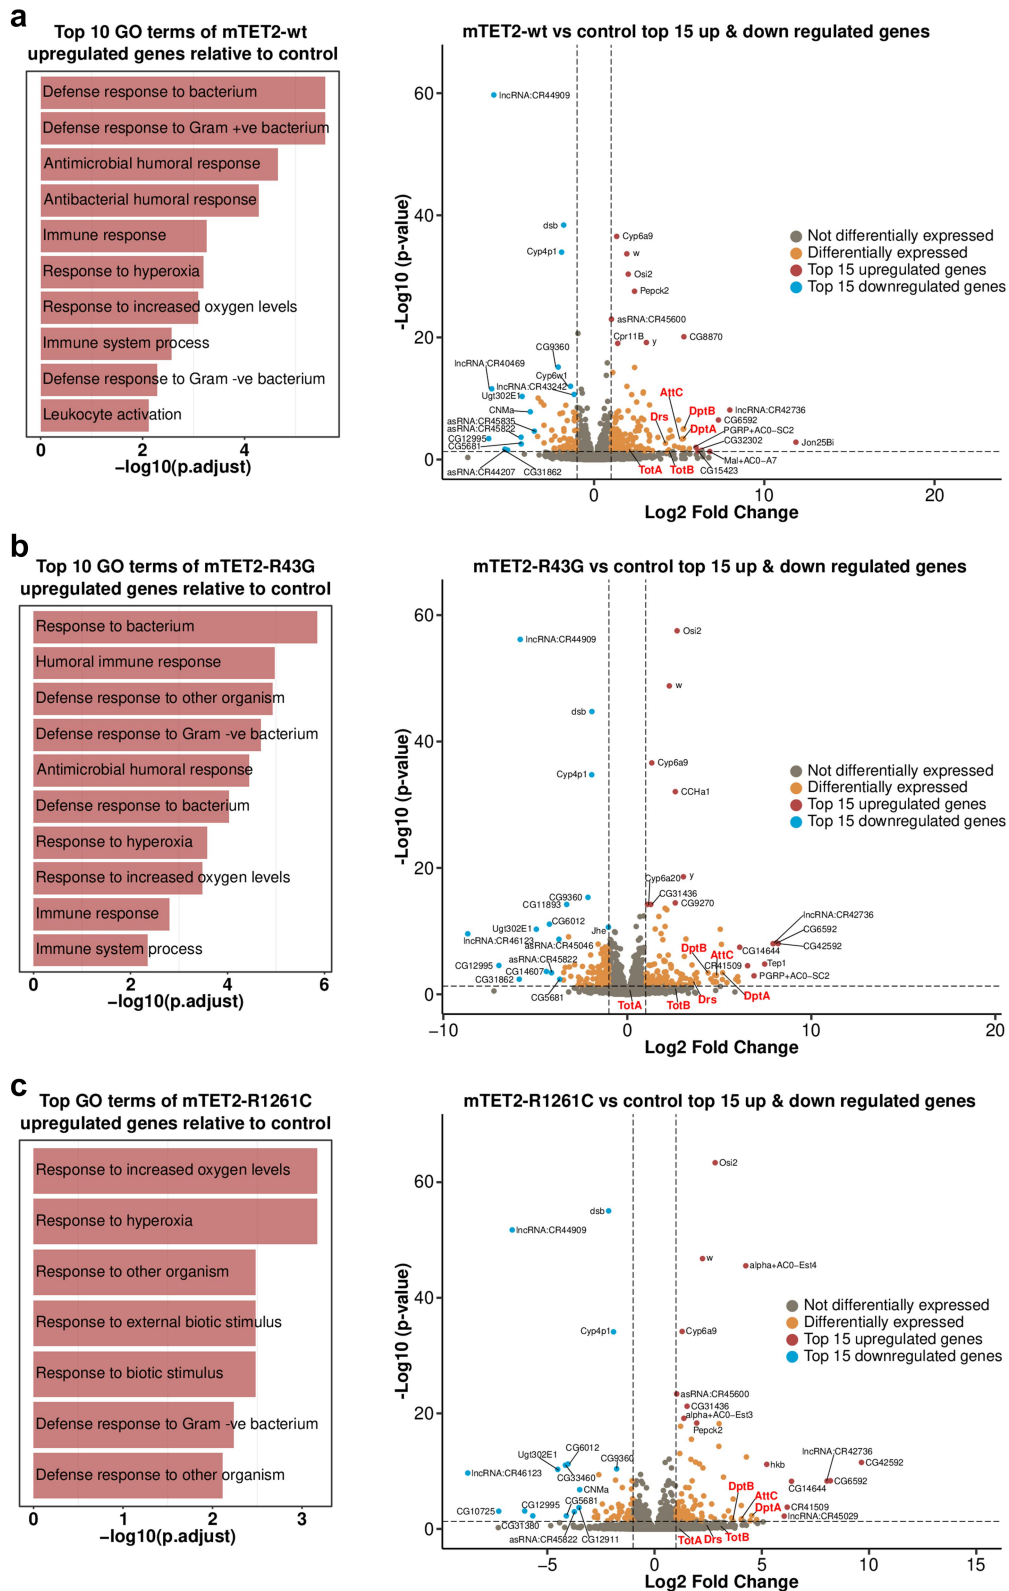 a
Top 10 GO terms of mTET2-wt
upregulated genes relative to control
Defense response to bacterium
Defense response to Gram +ve bacterium
Antimicrobial humoral response
Antibacterial humoral response
Immune response
Response to hyperoxia
Response to increased oxygen levels
Immune system process
Defense response to Gram -ve bacterium
Leukocyte activation
0 2 4
−log10(p.adjust)
mTET2-wt vs control top 15 up & down regulated genes
-Log10 (p-value)
60
40
20
0
lncRNA:CR44909
dsb
Cyp4p1
Cyp6a9
w
Osi2
Pepck2
asRNA:CR45600
Cpr11B
y
CG8870
CG9360
lncRNA:CR40469
Cyp6w1
lncRNA:CR43242
Ugt302E1
CNMa
asRNA:CR45835
asRNA:CR45822
CG12995
CG5681
asRNA:CR44207
CG31862
AttC
Drs
DptB
DptA
TotA
TotB
lncRNA:CR42736
CG6592
PGRP+AC0−SC2
CG32302
Jon25Bi
Mal+AC0−A7
CG15423
Not differentially expressed
Differentially expressed
Top 15 upregulated genes
Top 15 downregulated genes
0 10 20
Log2 Fold Change
b
Top 10 GO terms of mTET2-R43G
upregulated genes relative to control
Response to bacterium
Humoral immune response
Defense response to other organism
Defense response to Gram -ve bacterium
Antimicrobial humoral response
Defense response to bacterium
Response to hyperoxia
Response to increased oxygen levels
Immune response
Immune system process
0 2 4 6
−log10(p.adjust)
mTET2-R43G vs control top 15 up & down regulated genes
-Log10 (p-value)
60
40
20
0
lncRNA:CR44909
Osi2
w
dsb
Cyp4p1
Cyp6a9
CCHa1
y
Cyp6a20
CG31436
CG9270
CG9360
CG11893
CG6012
Ugt302E1
Jhe
lncRNA:CR46123
asRNA:CR45046
asRNA:CR45822
CG12995
CG14607
CG31862
CG5681
DptB
AttC
CR41509
CG14644
lncRNA:CR42736
CG6592
CG42592
Tep1
PGRP+AC0−SC2
TotA
TotB
Drs
DptA
Not differentially expressed
Differentially expressed
Top 15 upregulated genes
Top 15 downregulated genes
−10 0 10 20
Log2 Fold Change
c
Top GO terms of mTET2-R1261C
upregulated genes relative to control
Response to increased oxygen levels
Response to hyperoxia
Response to other organism
Response to external biotic stimulus
Response to biotic stimulus
Defense response to Gram -ve bacterium
Defense response to other organism
0 1 2 3
−log10(p.adjust)
mTET2-R1261C vs control top 15 up & down regulated genes
-Log10 (p-value)
60
40
20
0
Osi2
dsb
lncRNA:CR44909
w
alpha+AC0−Est4
Cyp4p1
Cyp6a9
asRNA:CR45600
CG31436
alpha+AC0−Est3
Pepck2
CG6012
Ugt302E1
CG9360
lncRNA:CR46123
CG33460
CNMa
CG5681
CG12995
CG10725
CG31380
asRNA:CR45822
CG12911
lncRNA:CR42736
hkb
CG42592
CG6592
CG14644
DptB
AttC
DptA
CR41509
lncRNA:CR45029
TotA
Drs
TotB
Not differentially expressed
Differentially expressed
Top 15 upregulated genes
Top 15 downregulated genes
−5 0 5 10 15
Log2 Fold Change